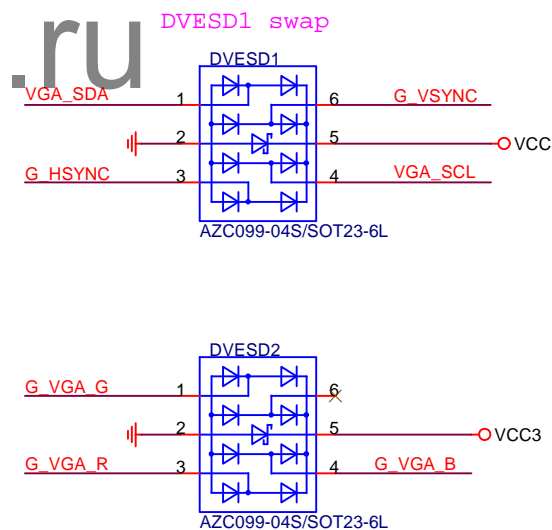 DVESD1 swap
.ru
DVESD1
VGA_SDA 1 6 G_VSYNC
2 5 VCC
G_HSYNC 3 4 VGA_SCL
AZC099-04S/SOT23-6L
DVESD2
G_VGA_G 1 6
2 5 VCC3
G_VGA_R 3 4 G_VGA_B
AZC099-04S/SOT23-6L